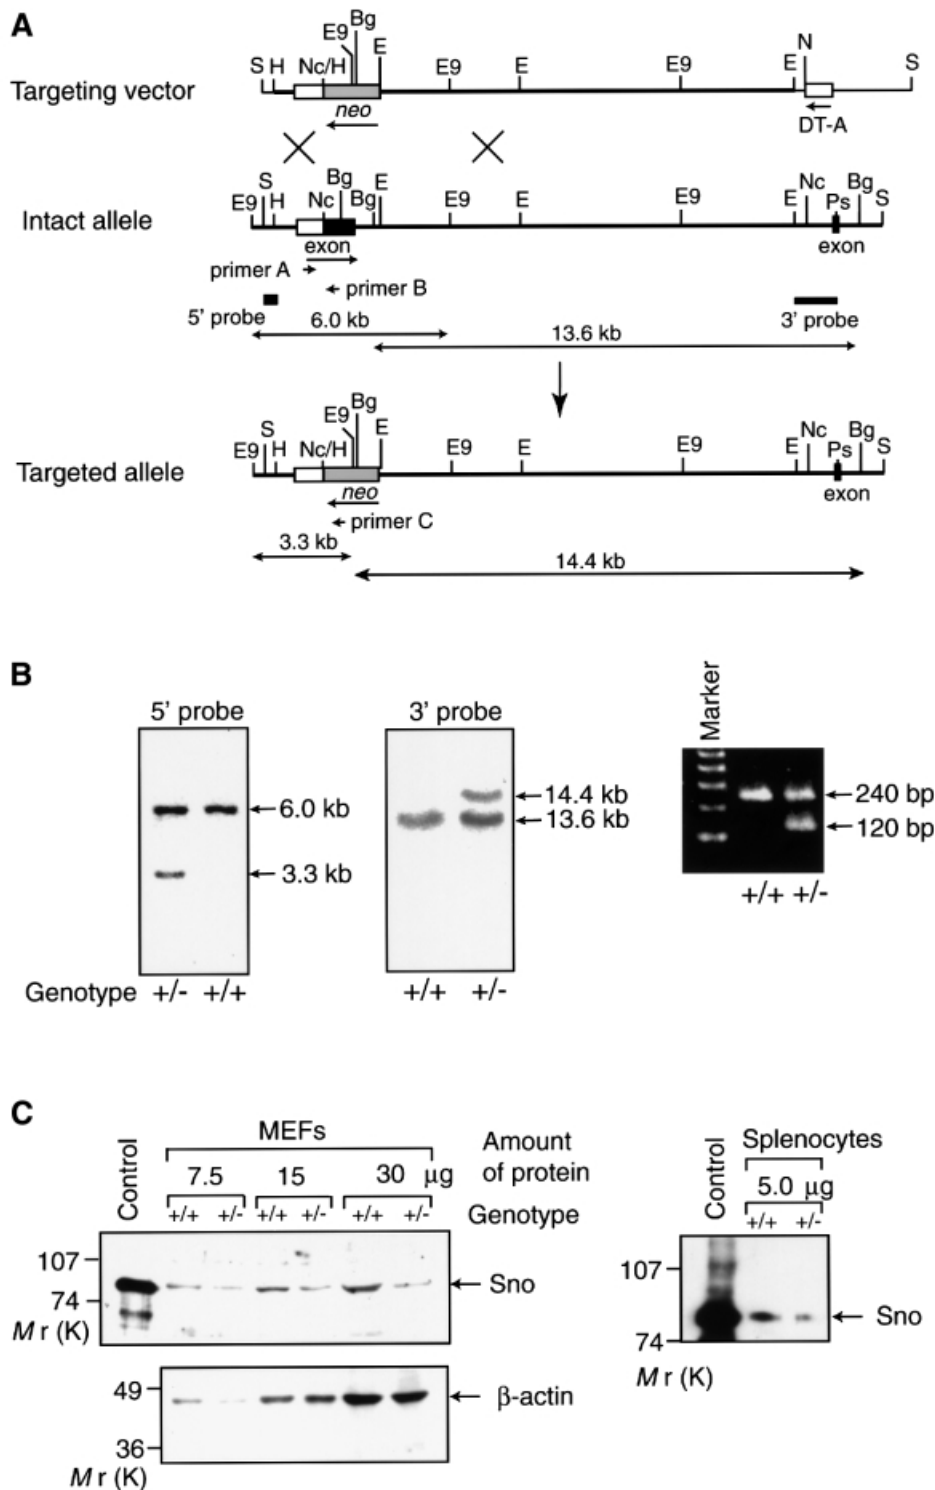 A
Targeting vector
S H Nc/H E9 Bg E E9 E E9 E N S
neo
DT-A
Intact allele
E9 S H Nc Bg Bg E E9 E E9 E Nc Ps Bg S
exon exon
primer A
primer B
5' probe 3' probe
6.0 kb
13.6 kb
Targeted allele
E9 S H Nc/H E9 Bg E E9 E E9 E Nc Ps Bg S
neo exon
primer C
3.3 kb
14.4 kb
B
5' probe 3' probe Marker
6.0 kb
3.3 kb
14.4 kb
13.6 kb
240 bp
120 bp
+/+ +/-
Genotype +/- +/+ +/+ +/-
C
Control MEFs Amount
of protein
7.5 15 30 μg
+/+ +/- +/+ +/- +/+ +/- Genotype
107
74
Sno
Mr (K)
49
36
β-actin
Mr (K)
Control Splenocytes
5.0 μg
+/+ +/-
107
74
Sno
Mr (K)